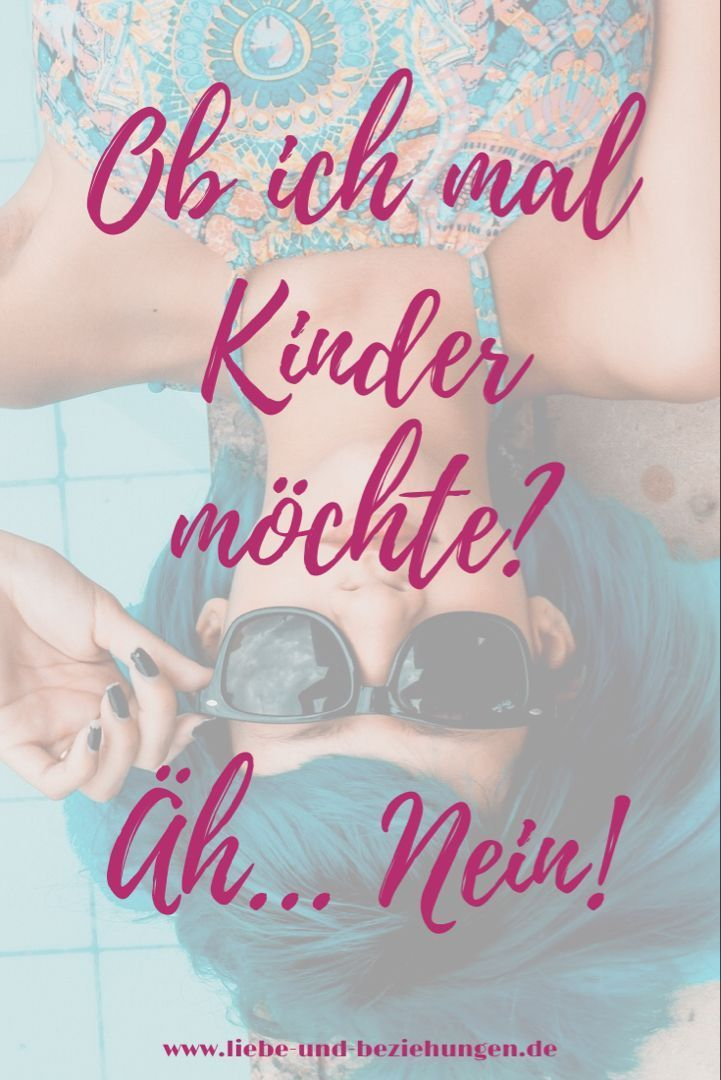 Ob ich mal
Kinder
möchte?
Äh... Nein!
www.liebe-und-beziehungen.de